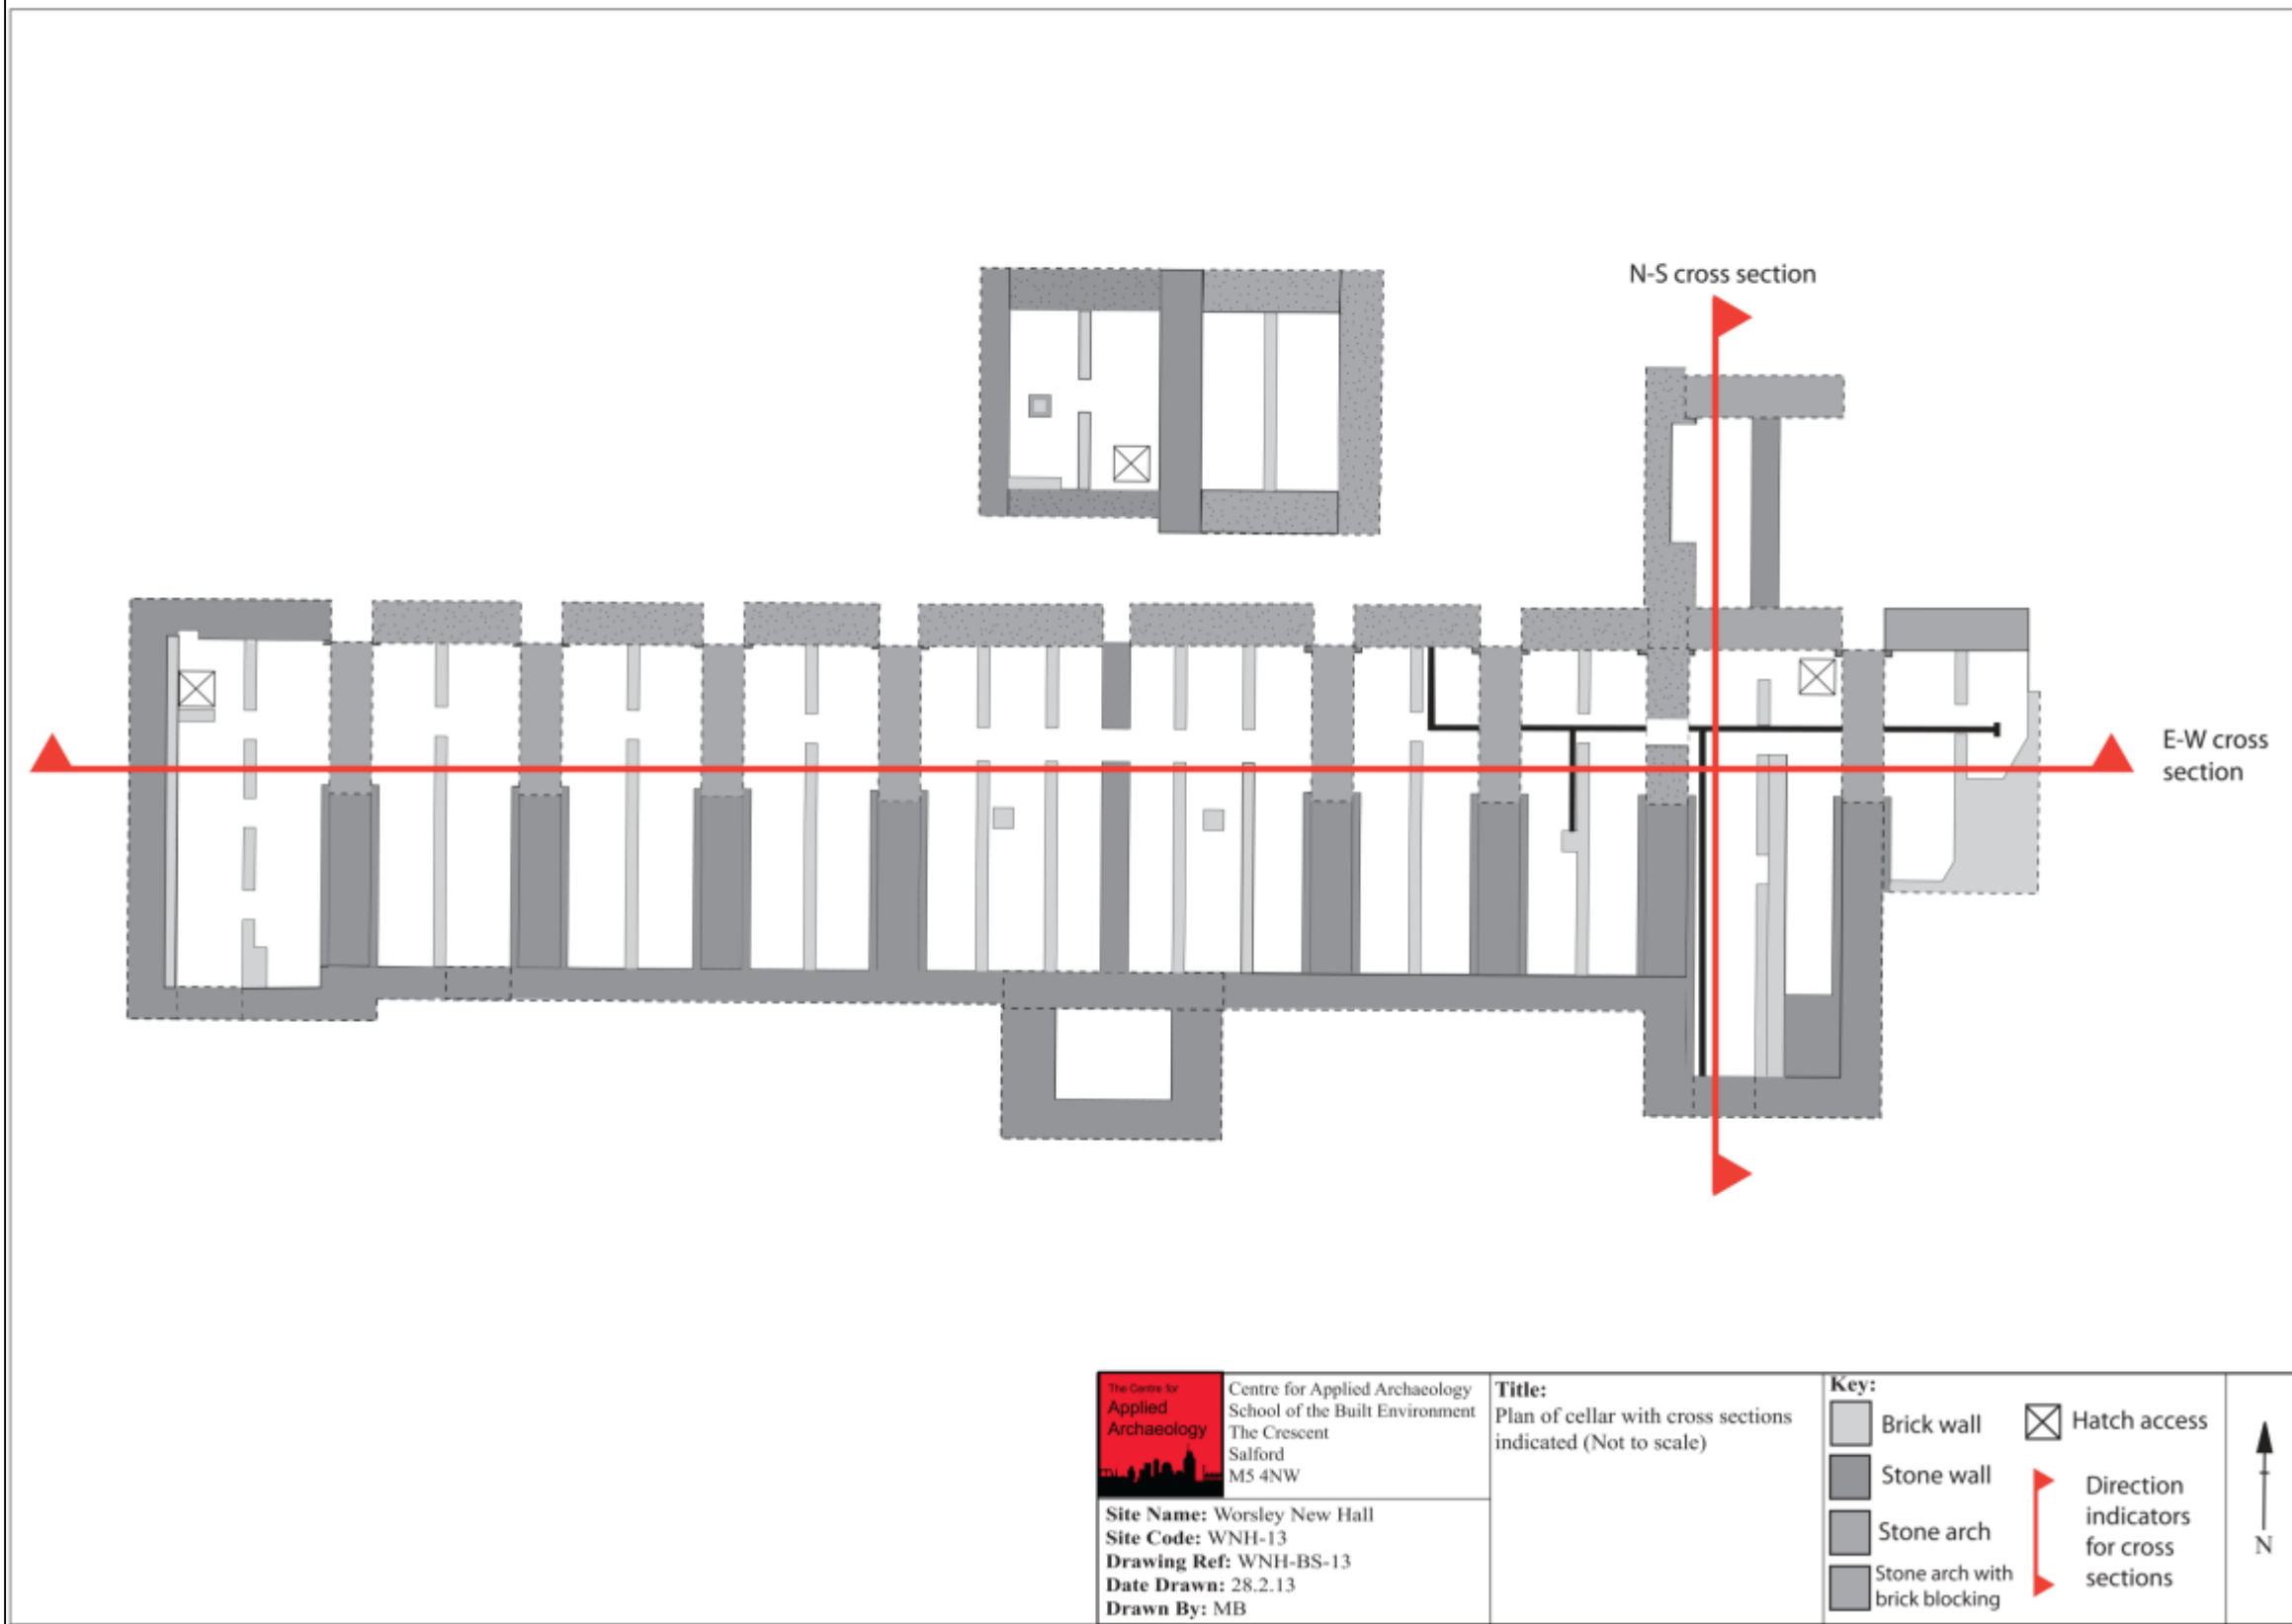 N-S cross section
E-W cross
section
The Centre for
Applied
Archaeology
Centre for Applied Archaeology
School of the Built Environment
The Crescent
Salford
M5 4NW
Site Name: Worsley New Hall
Site Code: WNH-13
Drawing Ref: WNH-BS-13
Date Drawn: 28.2.13
Drawn By: MB
Title:
Plan of cellar with cross sections
indicated (Not to scale)
Key:
Brick wall
Stone wall
Stone arch
Stone arch with
brick blocking
Hatch access
Direction
indicators
for cross
sections
N